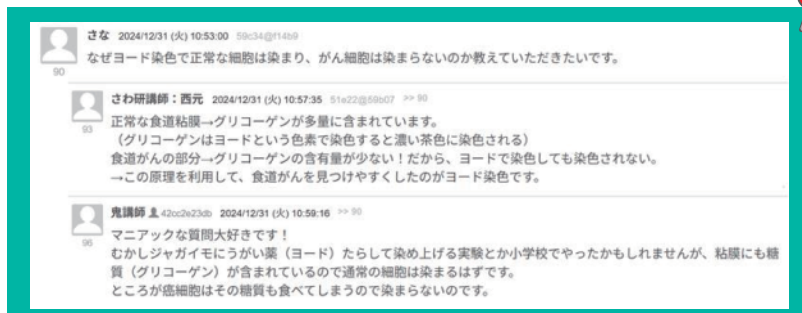 さな 2024/12/31 (火) 10:53:00 59c34@f14b9
なぜヨード染色で正常な細胞は染まり、がん細胞は染まらないのか教えていただきたいです。
90
さわ研講師：西元 2024/12/31 (火) 10:57:35 51e22@59b07 >> 90
正常な食道粘膜→グリコーゲンが多量に含まれています。
93
（グリコーゲンはヨードという色素で染色すると濃い茶色に染色される）
食道がんの部分→グリコーゲンの含有量が少ない！だから、ヨードで染色しても染色されない。
→この原理を利用して、食道がんを見つけやすくしたのがヨード染色です。
鬼講師 42cc2e23db 2024/12/31 (火) 10:59:16 >> 90
マニアックな質問大好きです！
96
むかしジャガイモにうがい薬（ヨード）たらして染め上げる実験とか小学校でやったかもしれませんが、粘膜にも糖
質（グリコーゲン）が含まれているので通常の細胞は染まるはずです。
ところが癌細胞はその糖質も食べてしまうので染まらないのです。